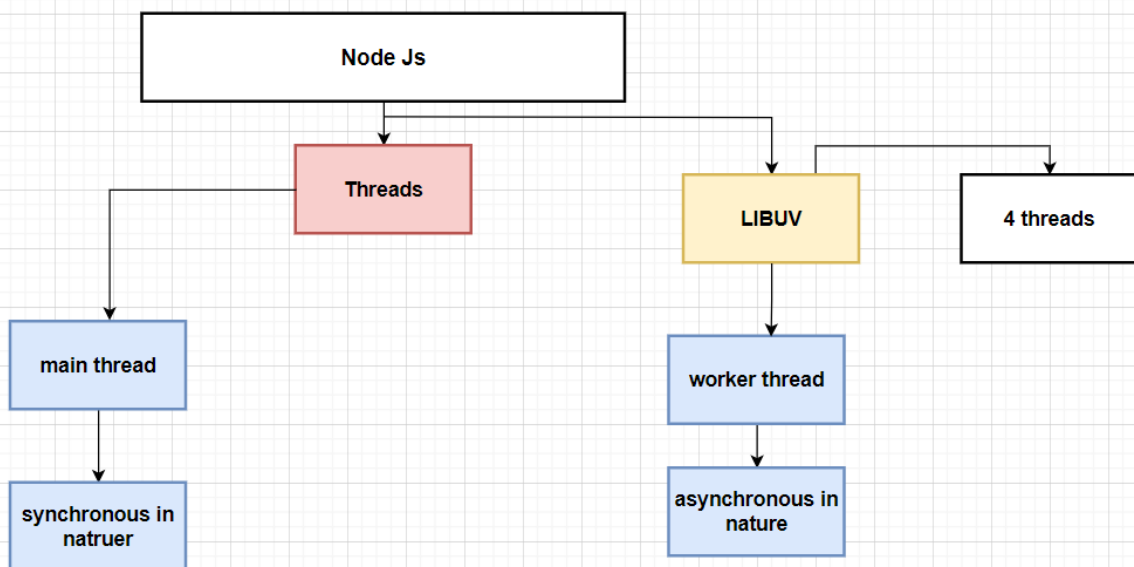 Node Js
Threads
LIBUV
4 threads
main thread
worker thread
synchronous in
natruer
asynchronous in
nature